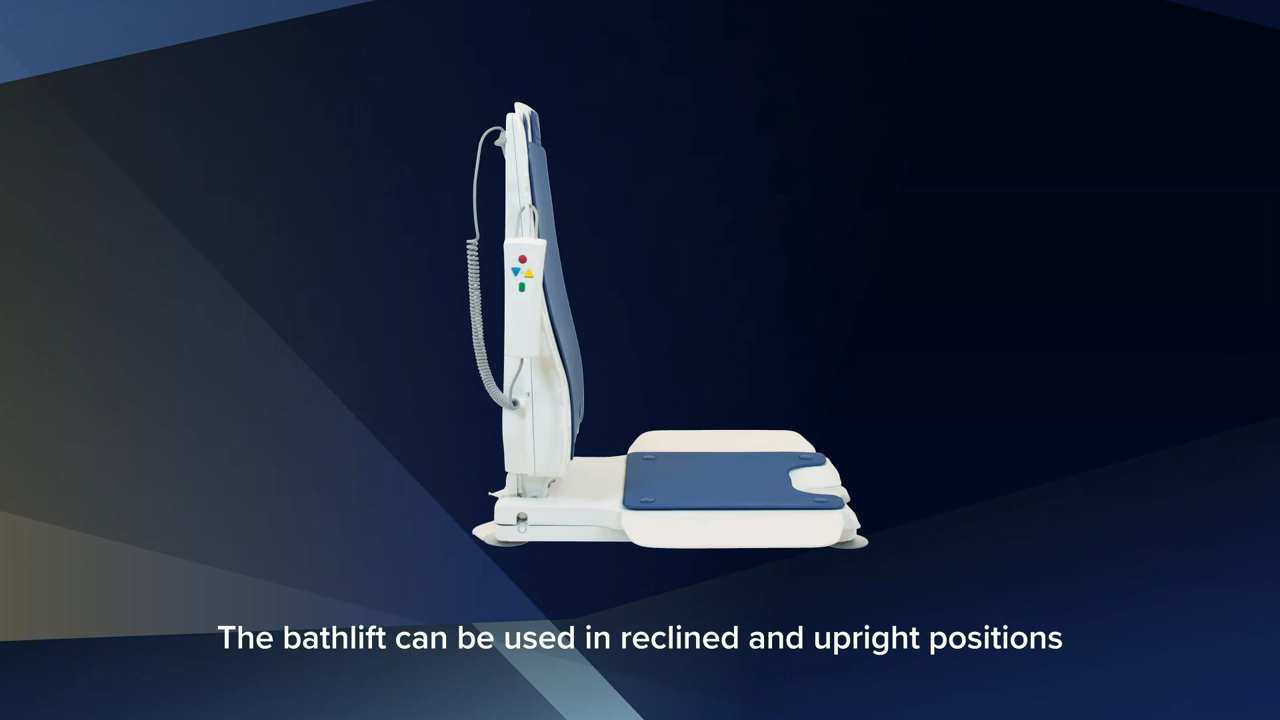 The bathlift can be used in reclined and upright positions